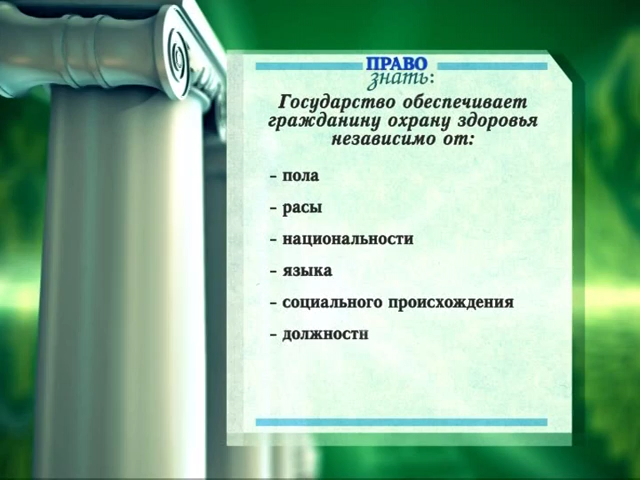 ПРАВО
знать:
Государство обеспечивает
гражданину охрану здоровья
независимо от:
– пола
– расы
– национальности
– языка
– социального происхождения
– должности